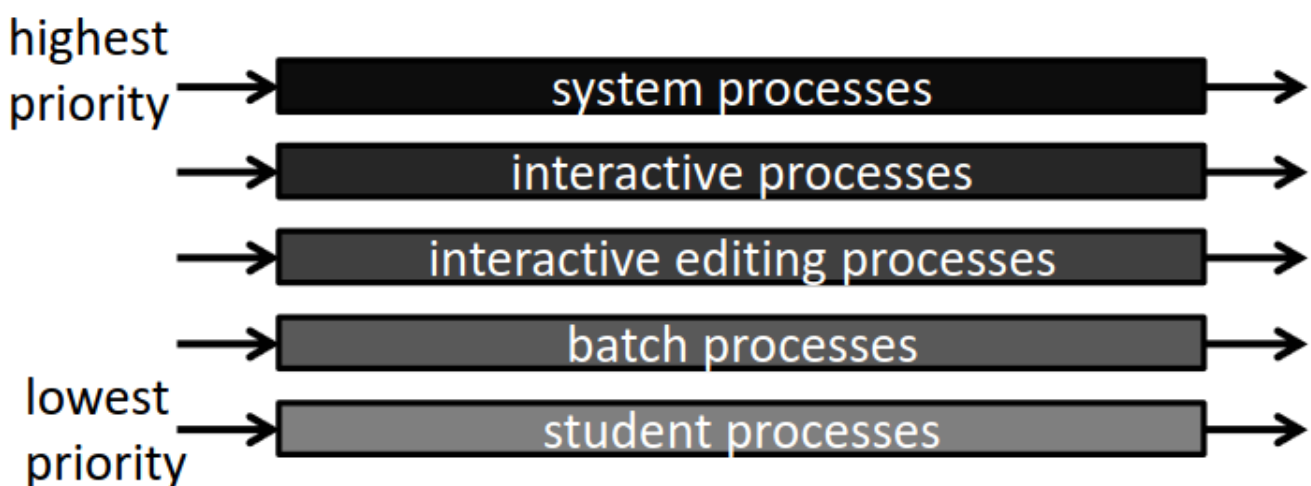 highest
priority
system processes
interactive processes
interactive editing processes
batch processes
lowest
priority
student processes